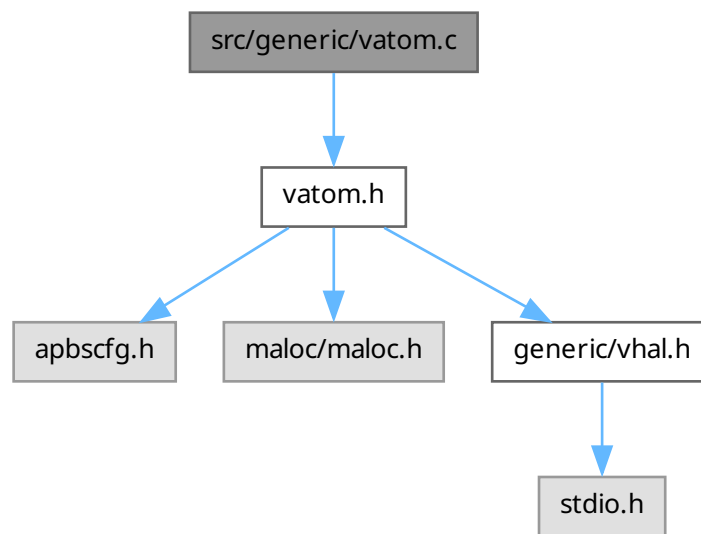 src/generic/vatom.c
vatom.h
apbscfg.h
maloc/maloc.h
generic/vhal.h
stdio.h